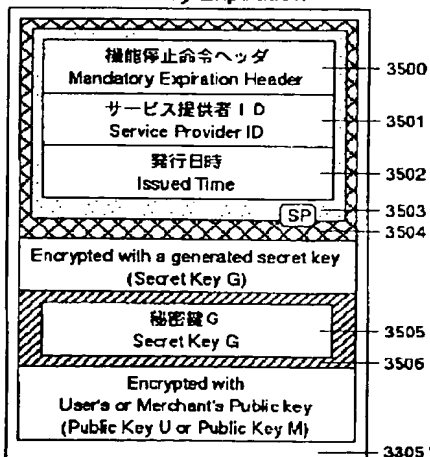 機能停止命令ヘッダ
Mandatory Expiration Header
3500
サービス提供者ID
Service Provider ID
3501
発行日時
Issued Time
3502
SP
3503
3504
Encrypted with a generated secret key
(Secret Key G)
秘密鍵G
Secret Key G
3505
3506
Encrypted with
User's or Merchant's Public key
(Public Key U or Public Key M)
3305